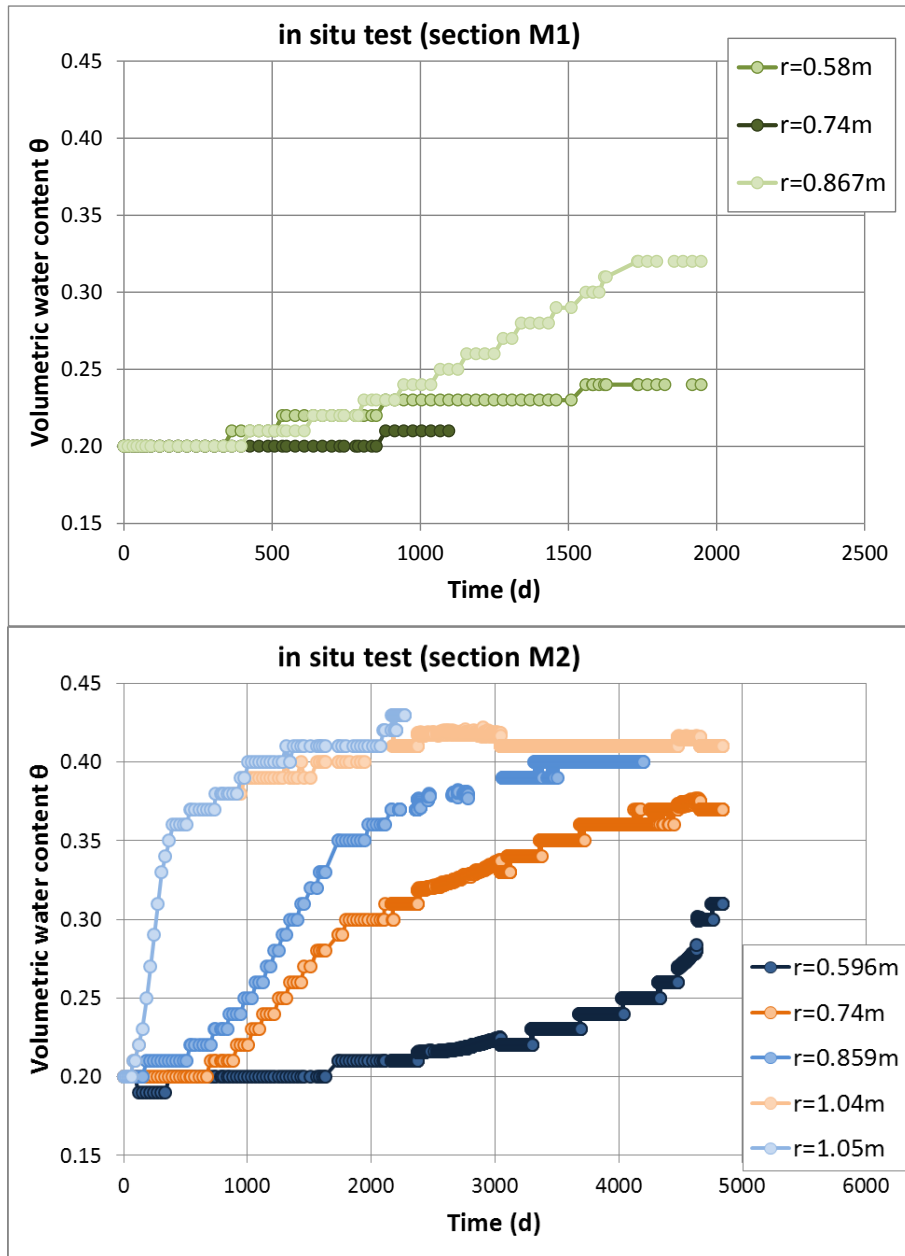 in situ test (section M1)
0.45
0.40
0.35
0.30
0.25
0.20
0.15
Volumetric water content θ
0
500
1000
1500
2000
2500
Time (d)
r=0.58m
r=0.74m
r=0.867m
in situ test (section M2)
0.45
0.40
0.35
0.30
0.25
0.20
0.15
Volumetric water content θ
0
1000
2000
3000
4000
5000
6000
Time (d)
r=0.596m
r=0.74m
r=0.859m
r=1.04m
r=1.05m